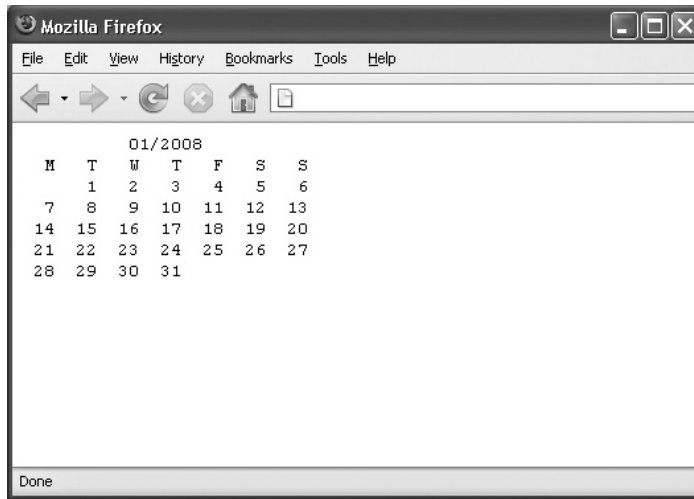 Mozilla Firefox
File Edit View History Bookmarks Tools Help
01/2008
M T W T F S S
1 2 3 4 5 6
7 8 9 10 11 12 13
14 15 16 17 18 19 20
21 22 23 24 25 26 27
28 29 30 31
Done